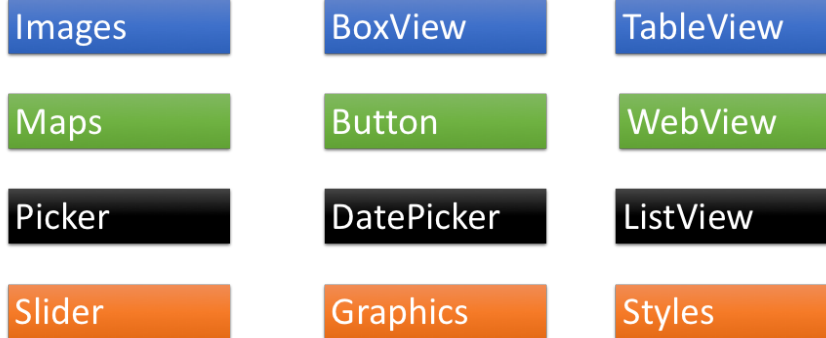 Images BoxView TableView
Maps Button WebView
Picker DatePicker ListView
Slider Graphics Styles